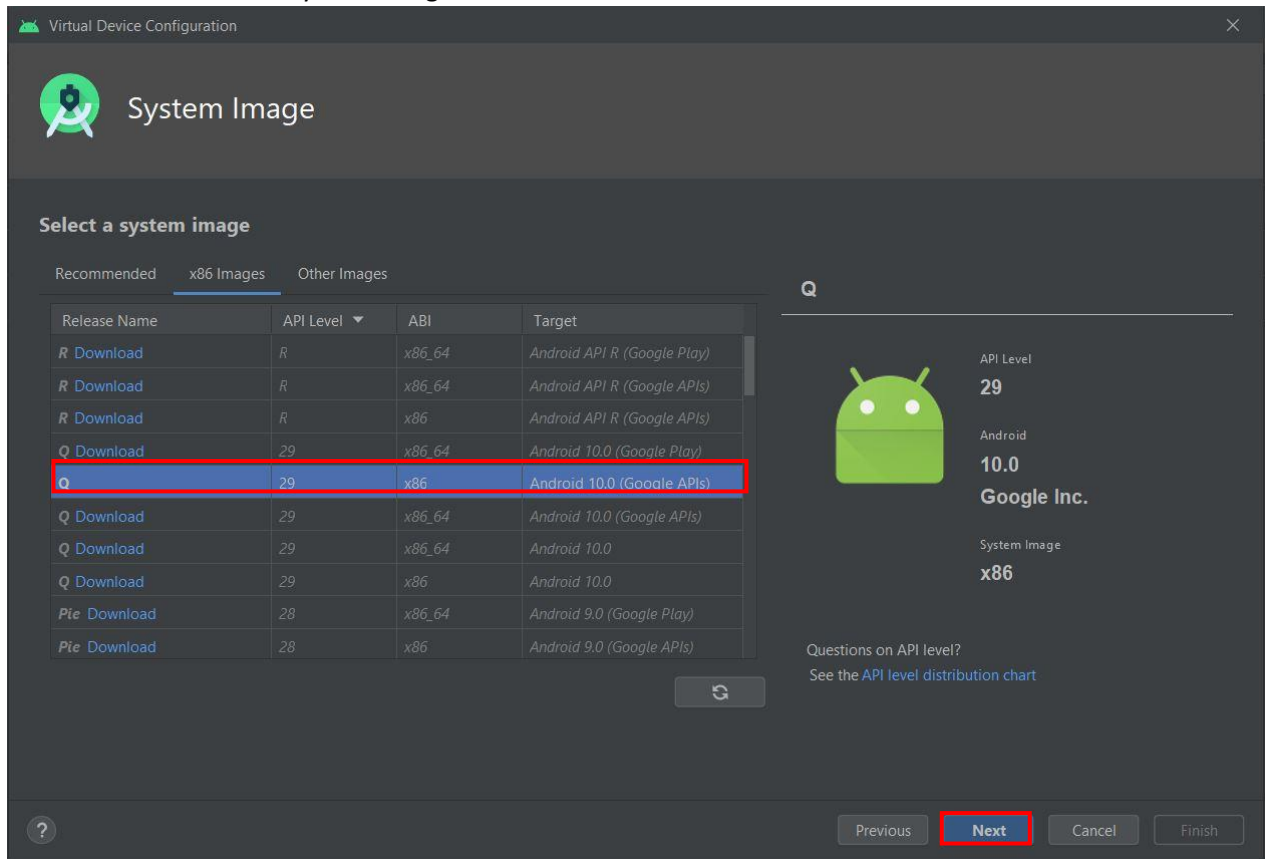 Virtual Device Configuration
System Image
Select a system image
Recommended x86 Images Other Images
Release Name API Level ABI Target
R Download R x86_64 Android API R (Google Play)
R Download R x86_64 Android API R (Google APIs)
R Download R x86 Android API R (Google APIs)
Q Download 29 x86_64 Android 10.0 (Google Play)
Q 29 x86 Android 10.0 (Google APIs)
Q Download 29 x86_64 Android 10.0 (Google APIs)
Q Download 29 x86_64 Android 10.0
Q Download 29 x86 Android 10.0
Pie Download 28 x86_64 Android 9.0 (Google Play)
Pie Download 28 x86 Android 9.0 (Google APIs)
Q
API Level
29
Android
10.0
Google Inc.
System Image
x86
Questions on API level?
See the API level distribution chart
? Previous Next Cancel Finish